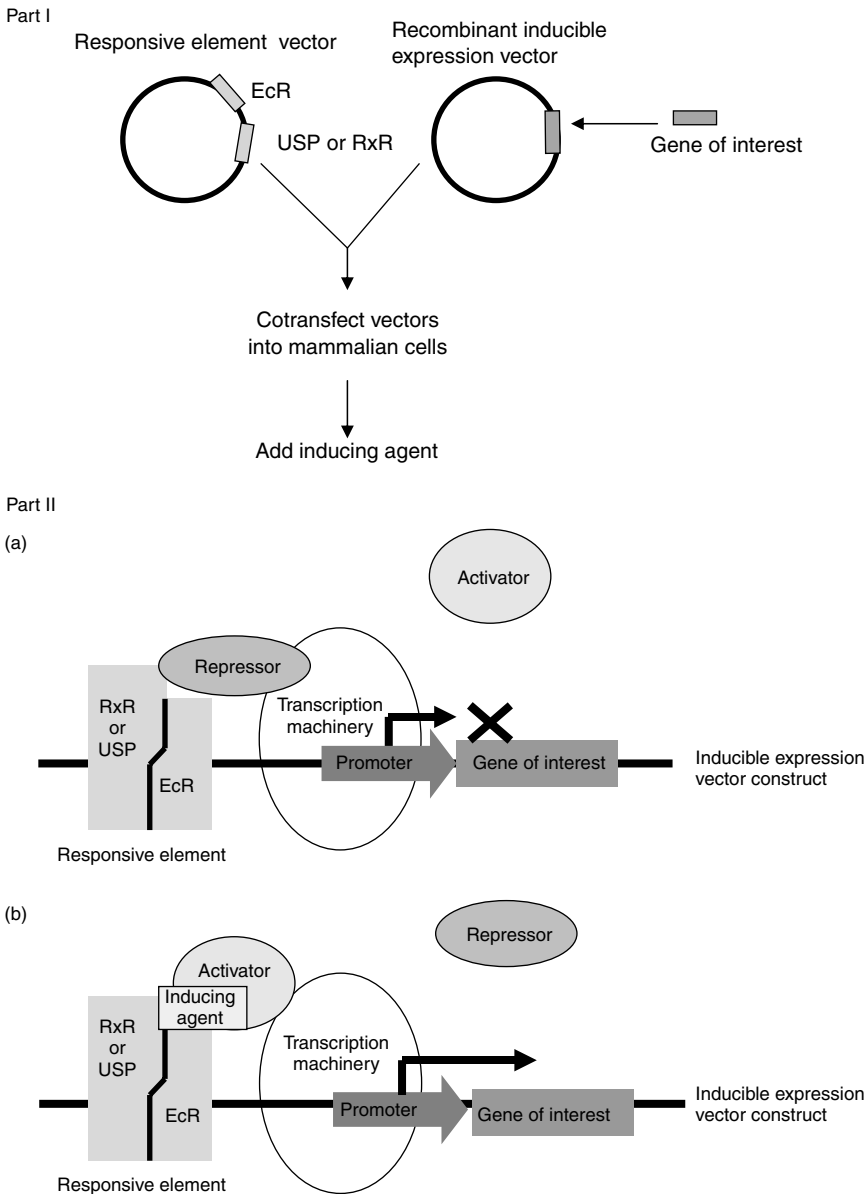 Part I
Responsive element vector
Recombinant inducible
expression vector
EcR
USP or RxR
Gene of interest
Cotransfect vectors
into mammalian cells
Add inducing agent
Part II
(a)
Activator
Repressor
RxR
or
USP
EcR
Transcription
machinery
Promoter
Gene of interest
Inducible expression
vector construct
Responsive element
(b)
Repressor
Activator
Inducing
agent
RxR
or
USP
EcR
Transcription
machinery
Promoter
Gene of interest
Inducible expression
vector construct
Responsive element